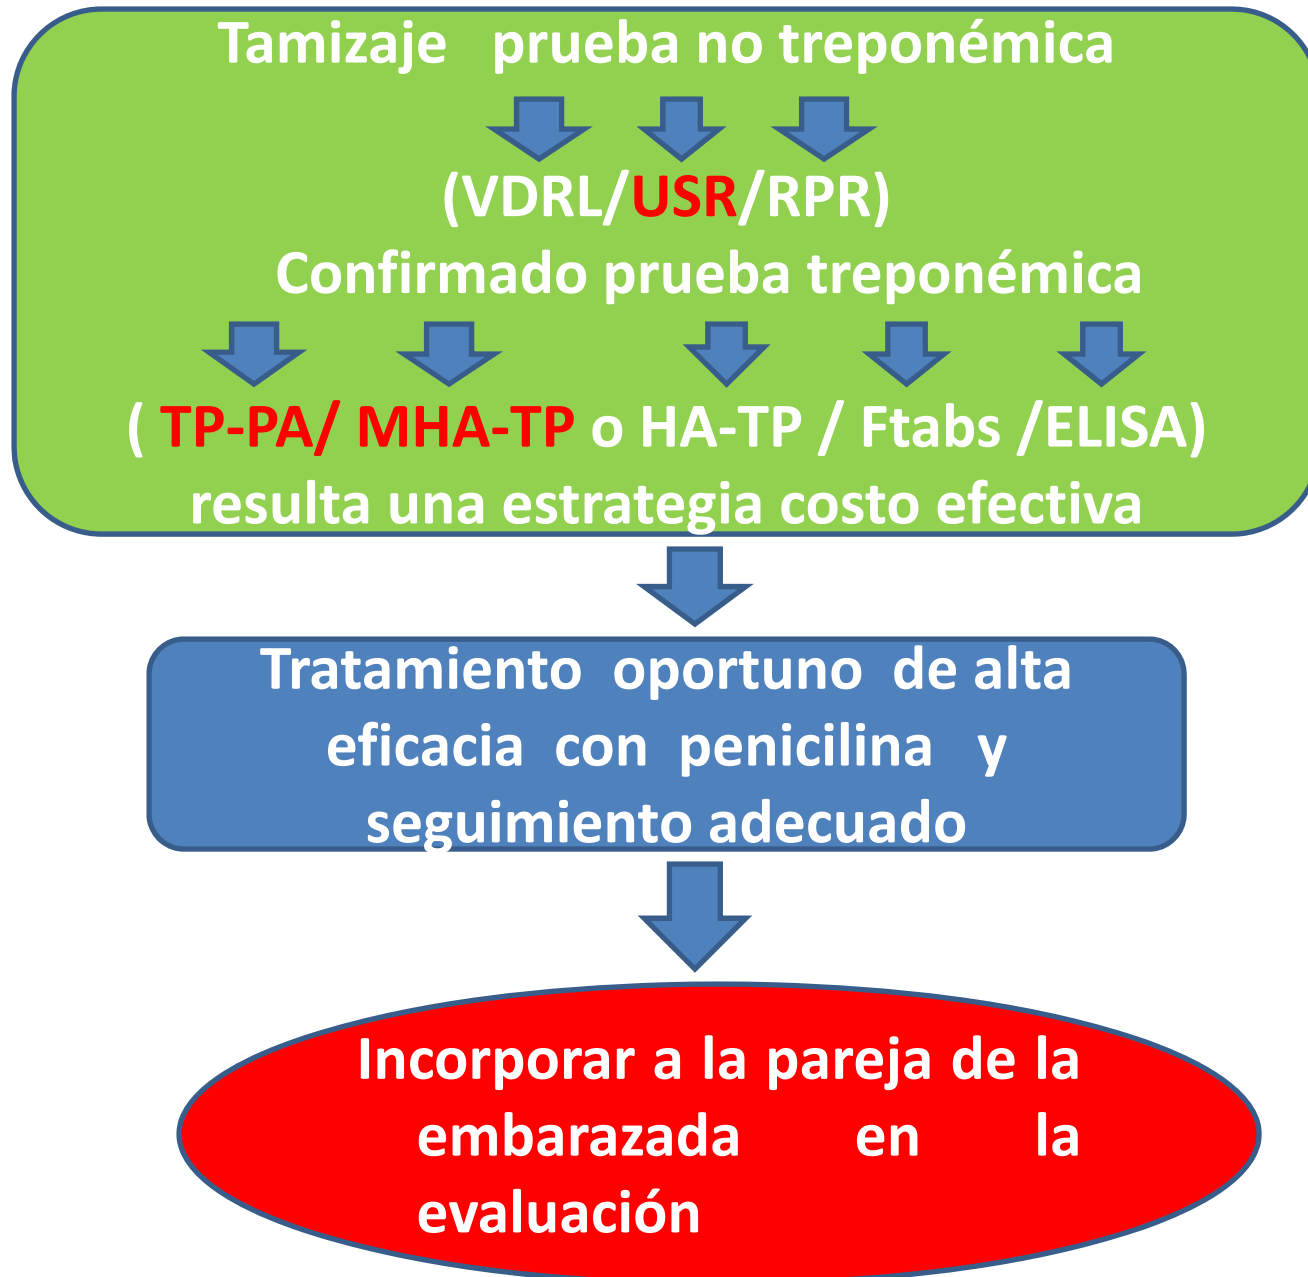 Tamizaje prueba no treponémica
(VDRL/USR/RPR)
Confirmado prueba treponémica
( TP-PA/ MHA-TP o HA-TP / Ftabs /ELISA)
resulta una estrategia costo efectiva
Tratamiento oportuno de alta
eficacia con penicilina y
seguimiento adecuado
Incorporar a la pareja de la
embarazada en la
evaluación